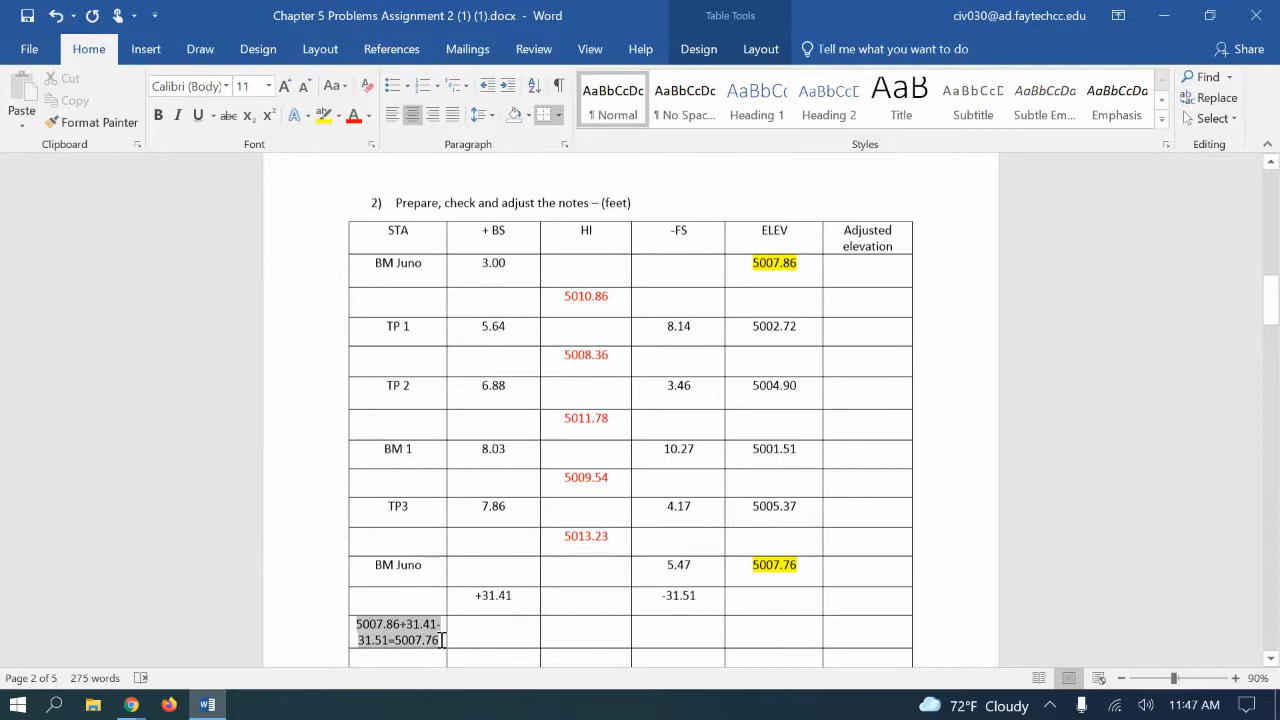 Chapter 5 Problems Assignment 2 (1) (1).docx - Word
Table Tools
civ030@ad.faytechcc.edu
File Home Insert Draw Design Layout References Mailings Review View Help Design Layout Tell me what you want to do Share
Paste
Cut
Copy
Format Painter
Clipboard
Calibri (Body) 11 Aa
B I U abc x₂ x² A A
Font
Paragraph
AaBbCcDc AaBbCcDc AaBbCc AaBbCcD AaB AaBbCcD AaBbCcDc AaBbCcDc
¶ Normal ¶ No Spac... Heading 1 Heading 2 Title Subtitle Subtle Em... Emphasis
Styles
Find
Replace
Select
Editing
2) Prepare, check and adjust the notes – (feet)
STA + BS HI -FS ELEV Adjusted elevation
BM Juno 3.00 5007.86
5010.86
TP 1 5.64 8.14 5002.72
5008.36
TP 2 6.88 3.46 5004.90
5011.78
BM 1 8.03 10.27 5001.51
5009.54
TP3 7.86 4.17 5005.37
5013.23
BM Juno 5.47 5007.76
+31.41 -31.51
5007.86+31.41-
31.51=5007.76
Page 2 of 5 275 words 90%
72°F Cloudy 11:47 AM